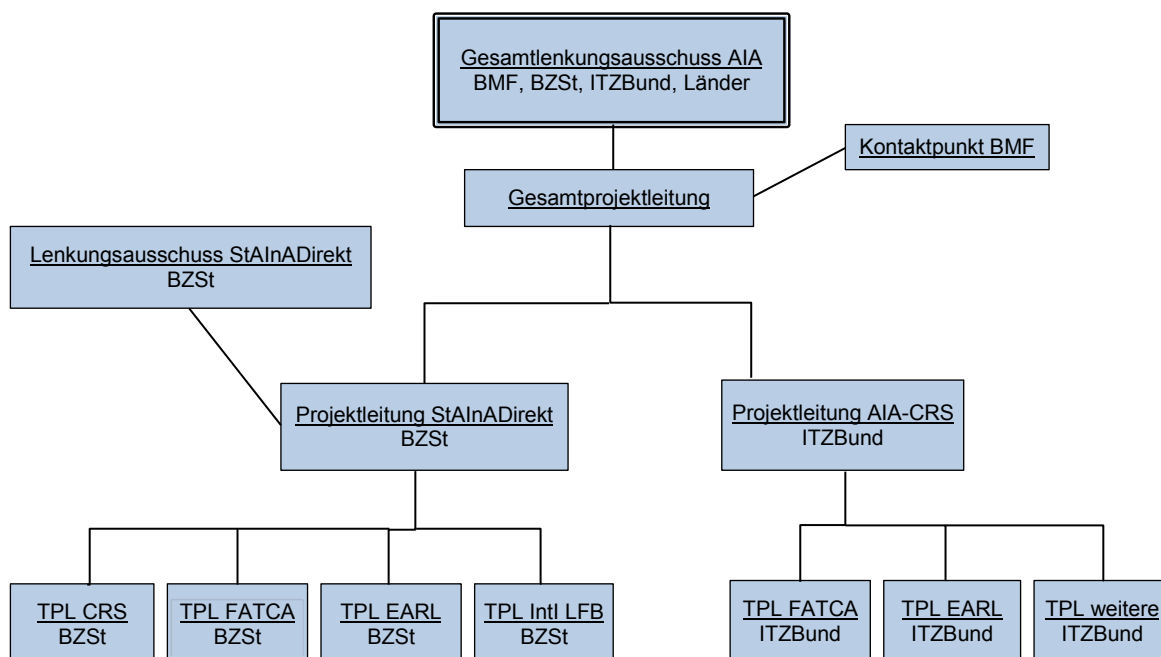 Gesamtlenkungsausschuss AIA
BMF, BZSt, ITZBund, Länder
Kontaktpunkt BMF
Gesamtprojektleitung
Lenkungsausschuss StAInADirekt
BZSt
Projektleitung StAInADirekt
BZSt
Projektleitung AIA-CRS
ITZBund
TPL CRS
BZSt
TPL FATCA
BZSt
TPL EARL
BZSt
TPL Intl LFB
BZSt
TPL FATCA
ITZBund
TPL EARL
ITZBund
TPL weitere
ITZBund